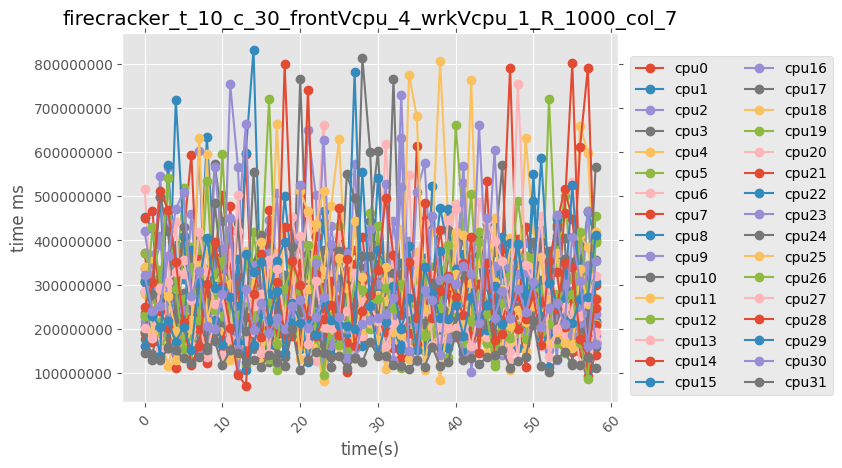 firecracker_t_10_c_30_frontVcpu_4_wrkVcpu_1_R_1000_col_7
time ms
800000000
700000000
600000000
500000000
400000000
300000000
200000000
100000000
0
10
20
30
40
50
60
time(s)
cpu0
cpu1
cpu2
cpu3
cpu4
cpu5
cpu6
cpu7
cpu8
cpu9
cpu10
cpu11
cpu12
cpu13
cpu14
cpu15
cpu16
cpu17
cpu18
cpu19
cpu20
cpu21
cpu22
cpu23
cpu24
cpu25
cpu26
cpu27
cpu28
cpu29
cpu30
cpu31